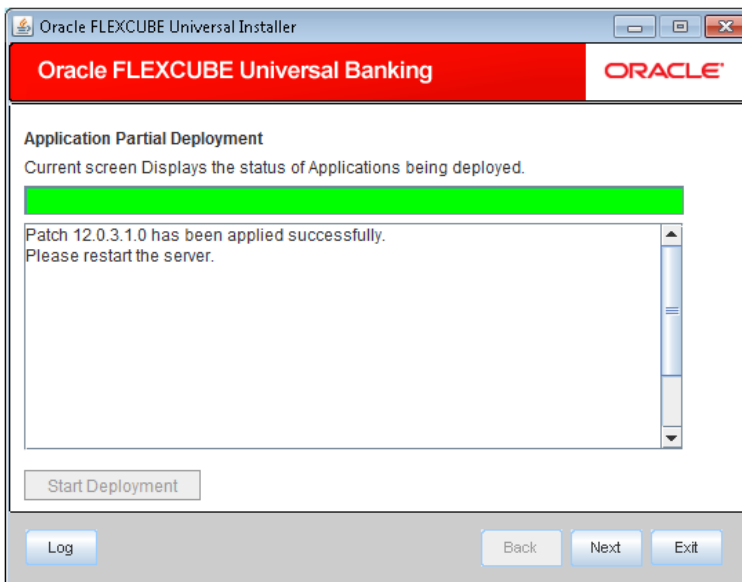 Oracle FLEXCUBE Universal Installer
Oracle FLEXCUBE Universal Banking
ORACLE
Application Partial Deployment
Current screen Displays the status of Applications being deployed.
Patch 12.0.3.1.0 has been applied successfully.
Please restart the server.
Start Deployment
Log
Back
Next
Exit